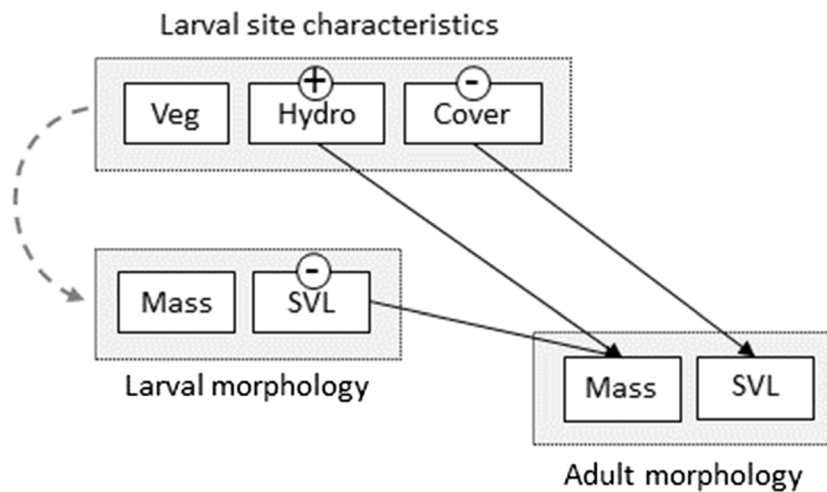 Larval site characteristics
+ -
Veg Hydro Cover
-
Mass SVL
Larval morphology
Mass SVL
Adult morphology